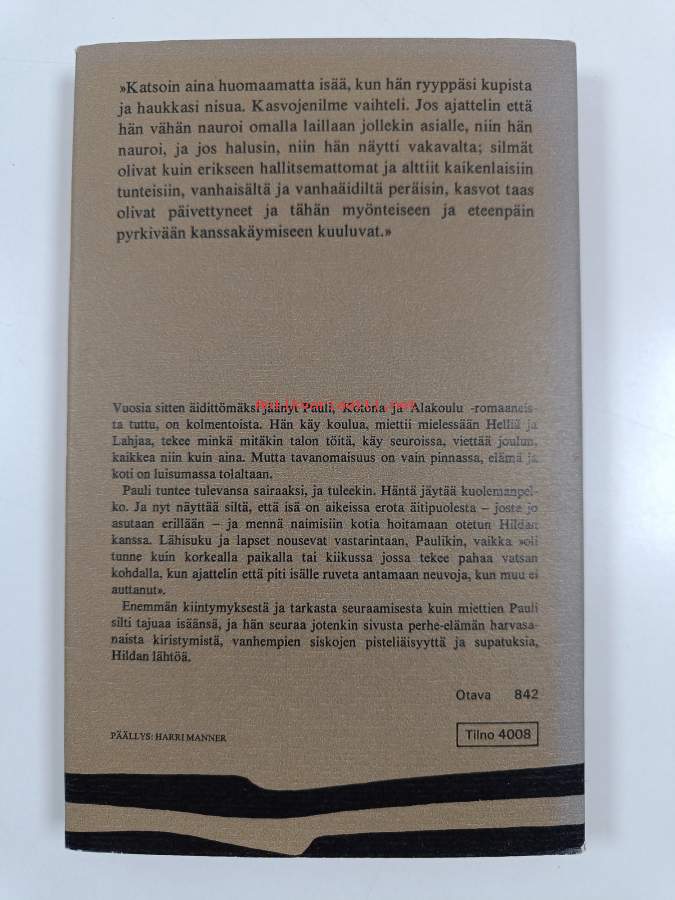 »Katsoin aina huomaamatta isää, kun hän ryyppäsi kupista
ja haukkasi nisua. Kasvojenilme vaihteli. Jos ajattelin että
hän vähän nauroi omalla laillaan jollekin asialle, niin hän
nauroi, ja jos halusin, niin hän näytti vakavalta; silmät
olivat kuin erikseen hallitsemattomat ja alttiit kaikenlaisiin
tunteisiin, vanhaisältä ja vanhaäidiltä peräisin, kasvot taas
olivat päivettyneet ja tähän myönteiseen ja eteenpäin
pyrkivään kanssakäymiseen kuuluvat.»
Vuosia sitten äidittömäksi jäänyt Pauli, Kotona ja Alakoulu -romaaneis-
ta tuttu, on kolmentoista. Hän käy koulua, miettii mielessään Helliä ja
Lahjaa, tekee minkä mitäkin talon töitä, käy seuroissa, viettää joulun,
kaikkea niin kuin aina. Mutta tavanomaisuus on vain pinnassa, elämä ja
koti on luisumassa tolaltaan.
Pauli tuntee tulevansa sairaaksi, ja tuleekin. Häntä jäytää kuolemanpel-
ko. Ja nyt näyttää siltä, että isä on aikeissa erota äitipuolesta – josta jo
asutaan erillään – ja mennä naimisiin kotia hoitamaan otetun Hildan
kanssa. Lähisuku ja lapset nousevat vastarintaan, Paulikin, vaikka »oli
tunne kuin korkealla paikalla tai kiikussa jossa tekee pahaa vatsan
kohdalla, kun ajattelin että piti isälle ruveta antamaan neuvoja, kun muu ei
auttanut».
Enemmän kiintymyksestä ja tarkasta seuraamisesta kuin miettien Pauli
silti tajuaa isäänsä, ja hän seuraa jotenkin sivusta perhe-elämän harvasa-
naista kiristymistä, vanhempien siskojen pisteliäisyyttä ja supatuksia,
Hildan lähtöä.
Otava 842
PÄÄLLYS: HARRI MANNER
Tilno 4008